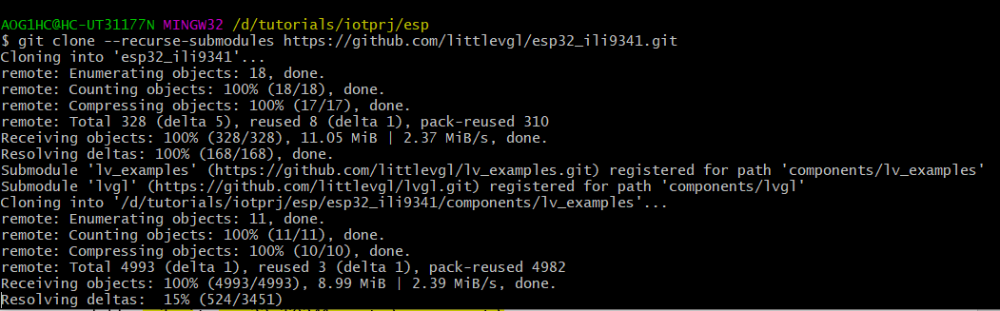 AOG1HC@HC-UT31177N MINGW32 /d/tutorials/iotprj/esp
$ git clone --recurse-submodules https://github.com/littlevgl/esp32_ili9341.git
Cloning into 'esp32_ili9341'...
remote: Enumerating objects: 18, done.
remote: Counting objects: 100% (18/18), done.
remote: Compressing objects: 100% (17/17), done.
remote: Total 328 (delta 5), reused 8 (delta 1), pack-reused 310
Receiving objects: 100% (328/328), 11.05 MiB | 2.37 MiB/s, done.
Resolving deltas: 100% (168/168), done.
Submodule 'lv_examples' (https://github.com/littlevgl/lv_examples.git) registered for path 'components/lv_examples'
Submodule 'lvgl' (https://github.com/littlevgl/lvgl.git) registered for path 'components/lvgl'
Cloning into '/d/tutorials/iotprj/esp/esp32_ili9341/components/lv_examples'...
remote: Enumerating objects: 11, done.
remote: Counting objects: 100% (11/11), done.
remote: Compressing objects: 100% (10/10), done.
remote: Total 4993 (delta 1), reused 3 (delta 1), pack-reused 4982
Receiving objects: 100% (4993/4993), 8.99 MiB | 2.39 MiB/s, done.
Resolving deltas:  15% (524/3451)